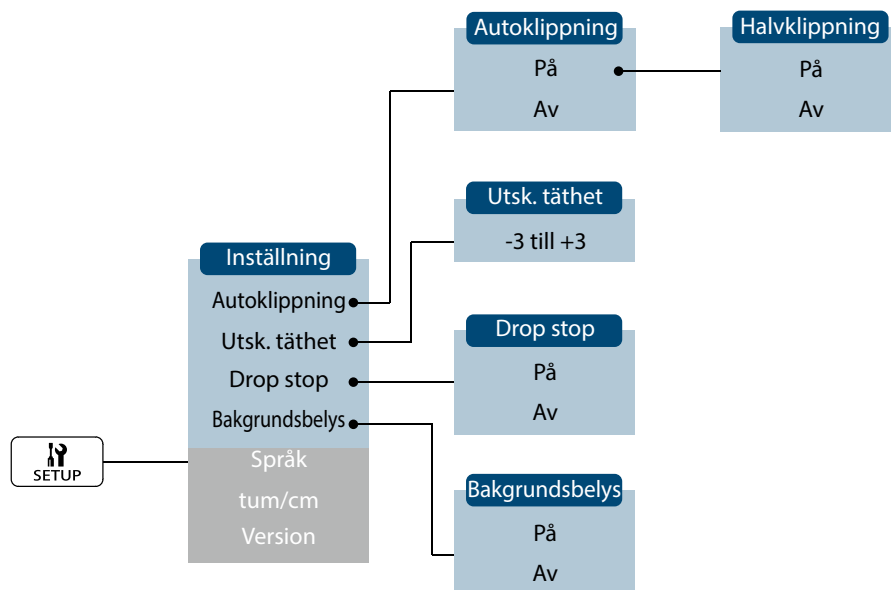 SETUP
Inställning
Autoklippning
Utsk. täthet
Drop stop
Bakgrundsbelys
Språk
tum/cm
Version
Autoklippning
På
Av
Halvklippning
På
Av
Utsk. täthet
-3 till +3
Drop stop
På
Av
Bakgrundsbelys
På
Av